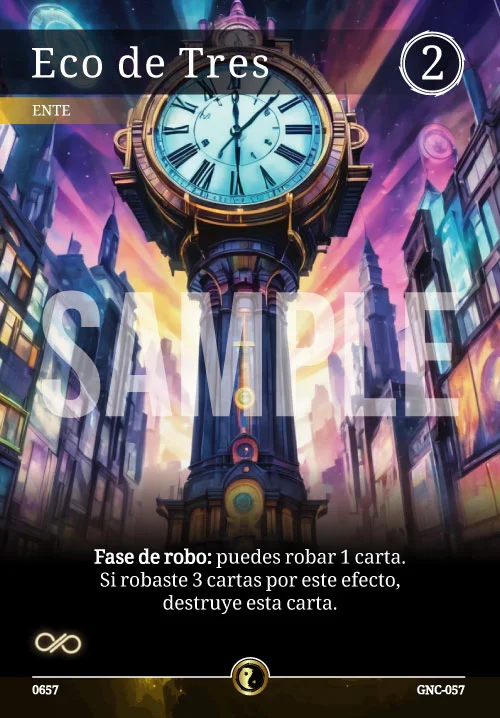 Eco de Tres
2
ENTE
SAMPLE
Fase de robo: puedes robar 1 carta.
Si robaste 3 cartas por este efecto,
destruye esta carta.
0657
GNC-057